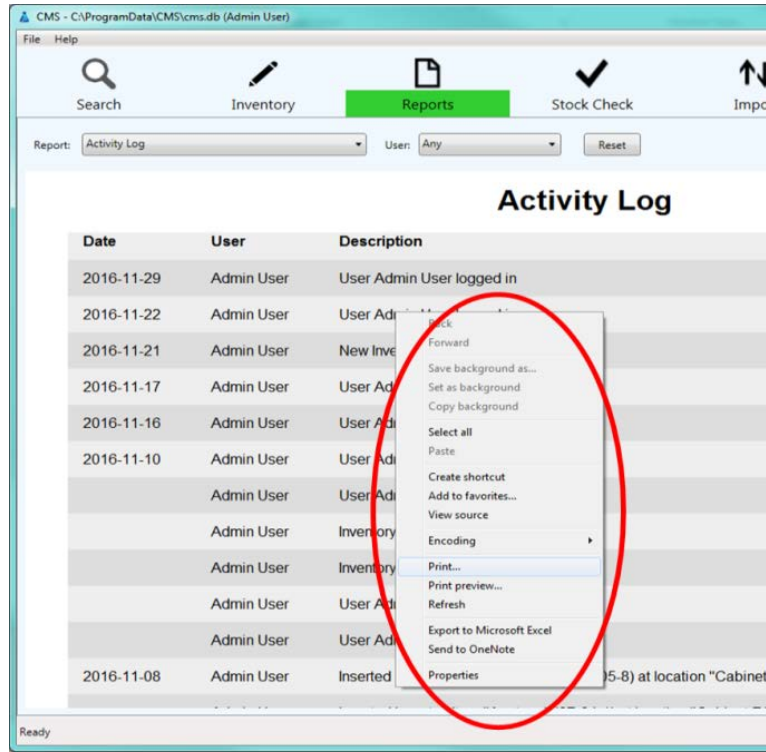 CMS - C:\ProgramData\CMS\cms.db (Admin User)
File Help
Search Inventory Reports Stock Check Impo
Report: Activity Log User: Any Reset
Activity Log
Date User Description
2016-11-29 Admin User User Admin User logged in
2016-11-22 Admin User User Ad
Back
2016-11-21 Admin User New Inve
Forward
Save background as...
2016-11-17 Admin User User Ad
Set as background
Copy background
2016-11-16 Admin User User Ad
Select all
Paste
2016-11-10 Admin User User Adi
Create shortcut
Admin User User Adi
Add to favorites...
View source
Admin User Inventory
Encoding
Admin User Inventory
Print...
Print preview...
Admin User User Adi
Refresh
Export to Microsoft Excel
Admin User User Adi
Send to OneNote
2016-11-08 Admin User Inserted
Properties
05-8) at location "Cabinet
Ready